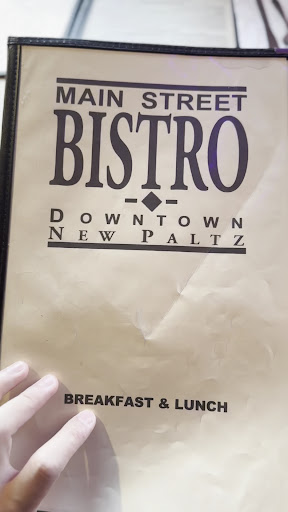 MAIN STREET
BISTRO
DOWNTOWN
NEW PALTZ
BREAKFAST & LUNCH